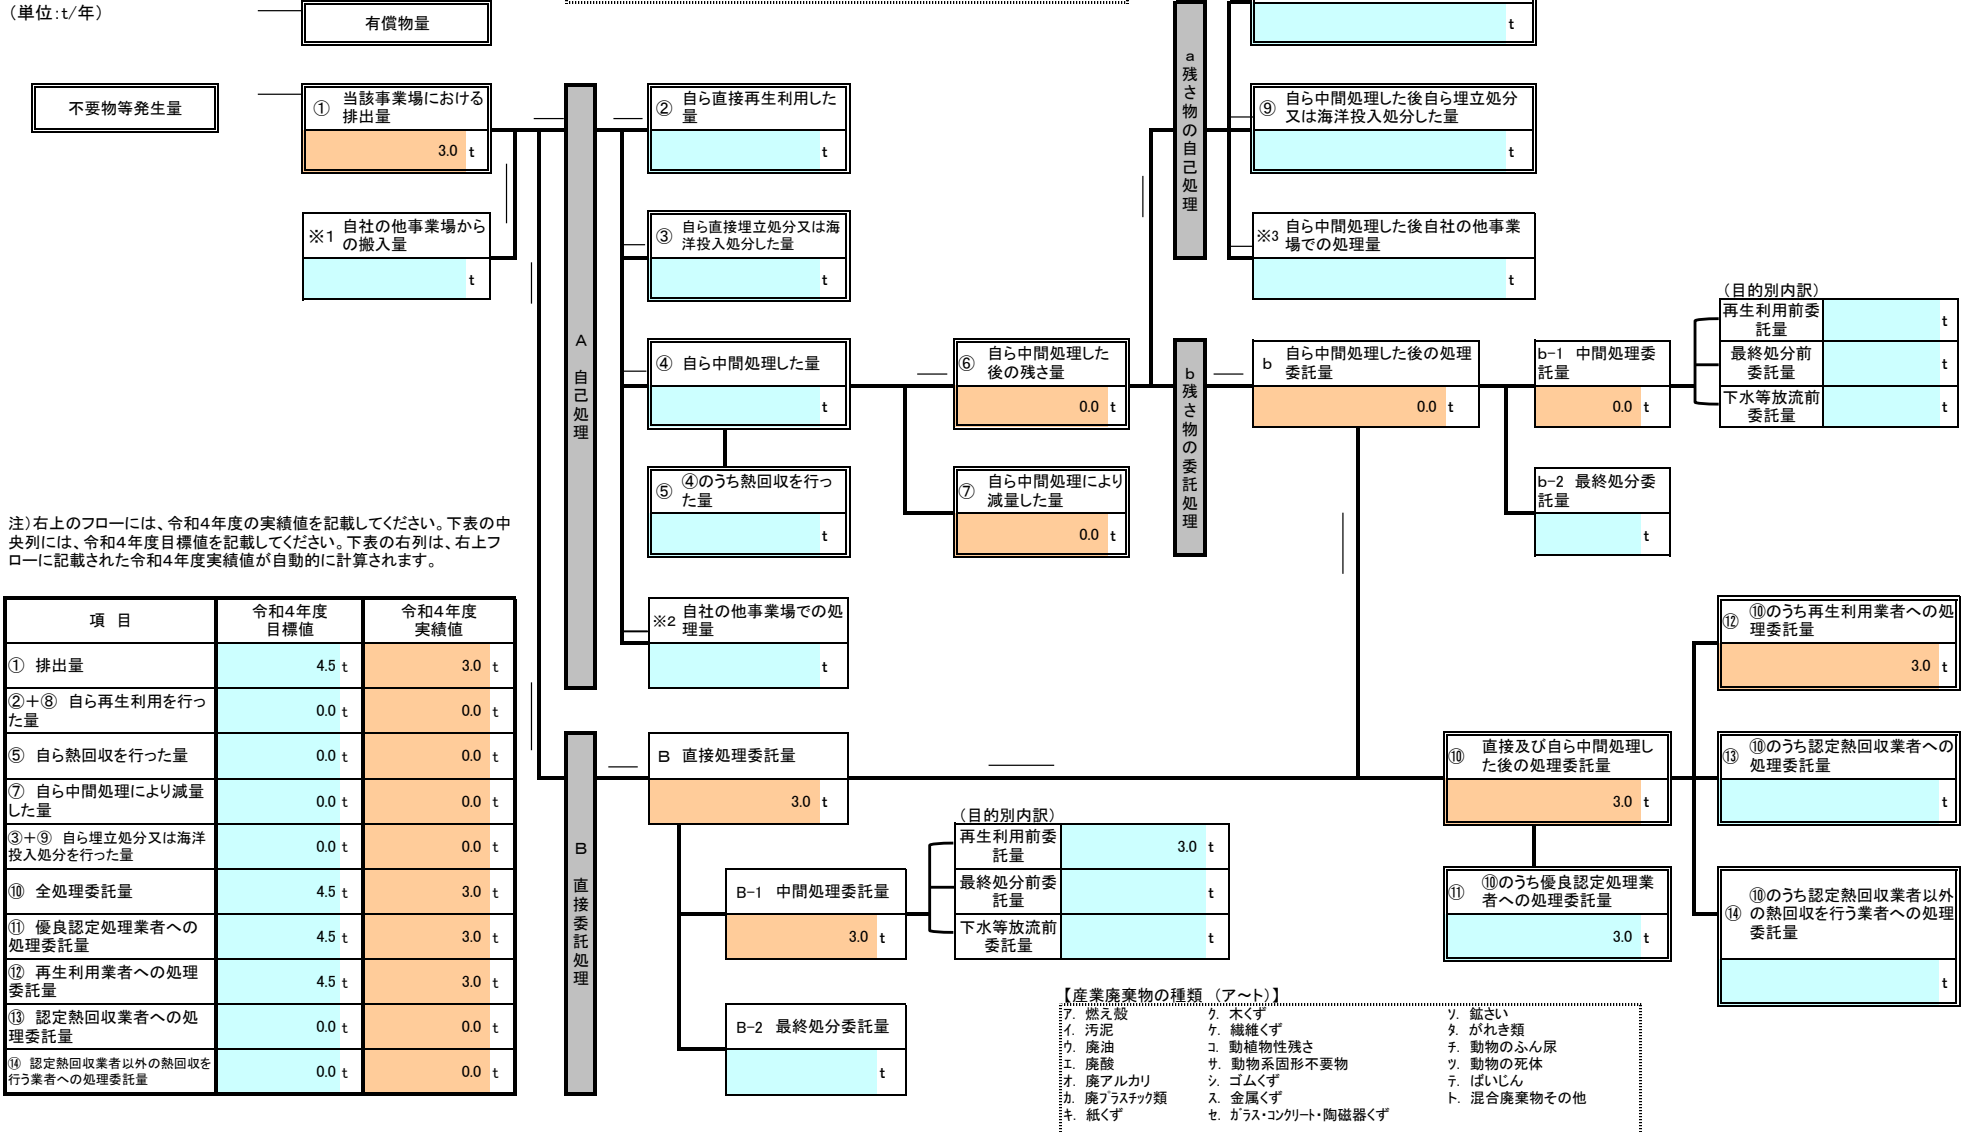 (単位:t/年)
有償物量
t
不要物等発生量
① 当該事業場における
排出量
3.0 t
※1 自社の他事業場から
の搬入量
t
A 自己処理
② 自ら直接再生利用した
量
t
③ 自ら直接埋立処分又は海
洋投入処分した量
t
④ 自ら中間処理した量
t
⑤ ④のうち熱回収を行っ
た量
t
※2 自社の他事業場での処
理量
t
⑥ 自ら中間処理した
後の残さ量
0.0 t
⑦ 自ら中間処理により
減量した量
0.0 t
a 残さ物の自己処理
⑨ 自ら中間処理した後自ら埋立処分
又は海洋投入処分した量
t
※3 自ら中間処理した後自社の他事業
場での処理量
t
b 残さ物の委託処理
b 自ら中間処理した後の処理
委託量
0.0 t
b-1 中間処理委
託量
0.0 t
b-2 最終処分委
託量
t
(目的別内訳)
再生利用前委
託量
t
最終処分前
委託量
t
下水等放流前
委託量
t
注)右上のフローには、令和4年度の実績値を記載してください。下表の中
央列には、令和4年度目標値を記載してください。下表の右列は、右上フ
ローに記載された令和4年度実績値が自動的に計算されます。
項 目
令和4年度
目標値
令和4年度
実績値
① 排出量 4.5 t 3.0 t
②+⑧ 自ら再生利用を行っ
た量
0.0 t 0.0 t
⑤ 自ら熱回収を行った量 0.0 t 0.0 t
⑦ 自ら中間処理により減量
した量
0.0 t 0.0 t
③+⑨ 自ら埋立処分又は海洋
投入処分を行った量
0.0 t 0.0 t
⑩ 全処理委託量 4.5 t 3.0 t
⑪ 優良認定処理業者への
処理委託量
4.5 t 3.0 t
⑫ 再生利用業者への処理
委託量
4.5 t 3.0 t
⑬ 認定熱回収業者への処
理委託量
0.0 t 0.0 t
⑭ 認定熱回収業者以外の熱回収を
行う業者への処理委託量
0.0 t 0.0 t
B 直接委託処理
B 直接処理委託量
3.0 t
B-1 中間処理委託量
3.0 t
B-2 最終処分委託量
t
(目的別内訳)
再生利用前委
託量
3.0 t
最終処分前委
託量
t
下水等放流前
委託量
t
⑩ 直接及び自ら中間処理し
た後の処理委託量
3.0 t
⑪ ⑩のうち優良認定処理業
者への処理委託量
3.0 t
⑫ ⑩のうち再生利用業者への処
理委託量
3.0 t
⑬ ⑩のうち認定熱回収業者への
処理委託量
t
⑭ ⑩のうち認定熱回収業者以外
の熱回収を行う業者への処理
委託量
t
【産業廃棄物の種類 (ア~ト)】
ア. 燃え殻 ク. 木くず ソ. 鉱さい
イ. 汚泥 ケ. 繊維くず タ. がれき類
ウ. 廃油 コ. 動植物性残さ チ. 動物のふん尿
エ. 廃酸 サ. 動物系固形不要物 ツ. 動物の死体
オ. 廃アルカリ シ. ゴムくず テ. ばいじん
カ. 廃プラスチック類 ス. 金属くず ト. 混合廃棄物その他
キ. 紙くず セ. ガラス・コンクリート・陶磁器くず